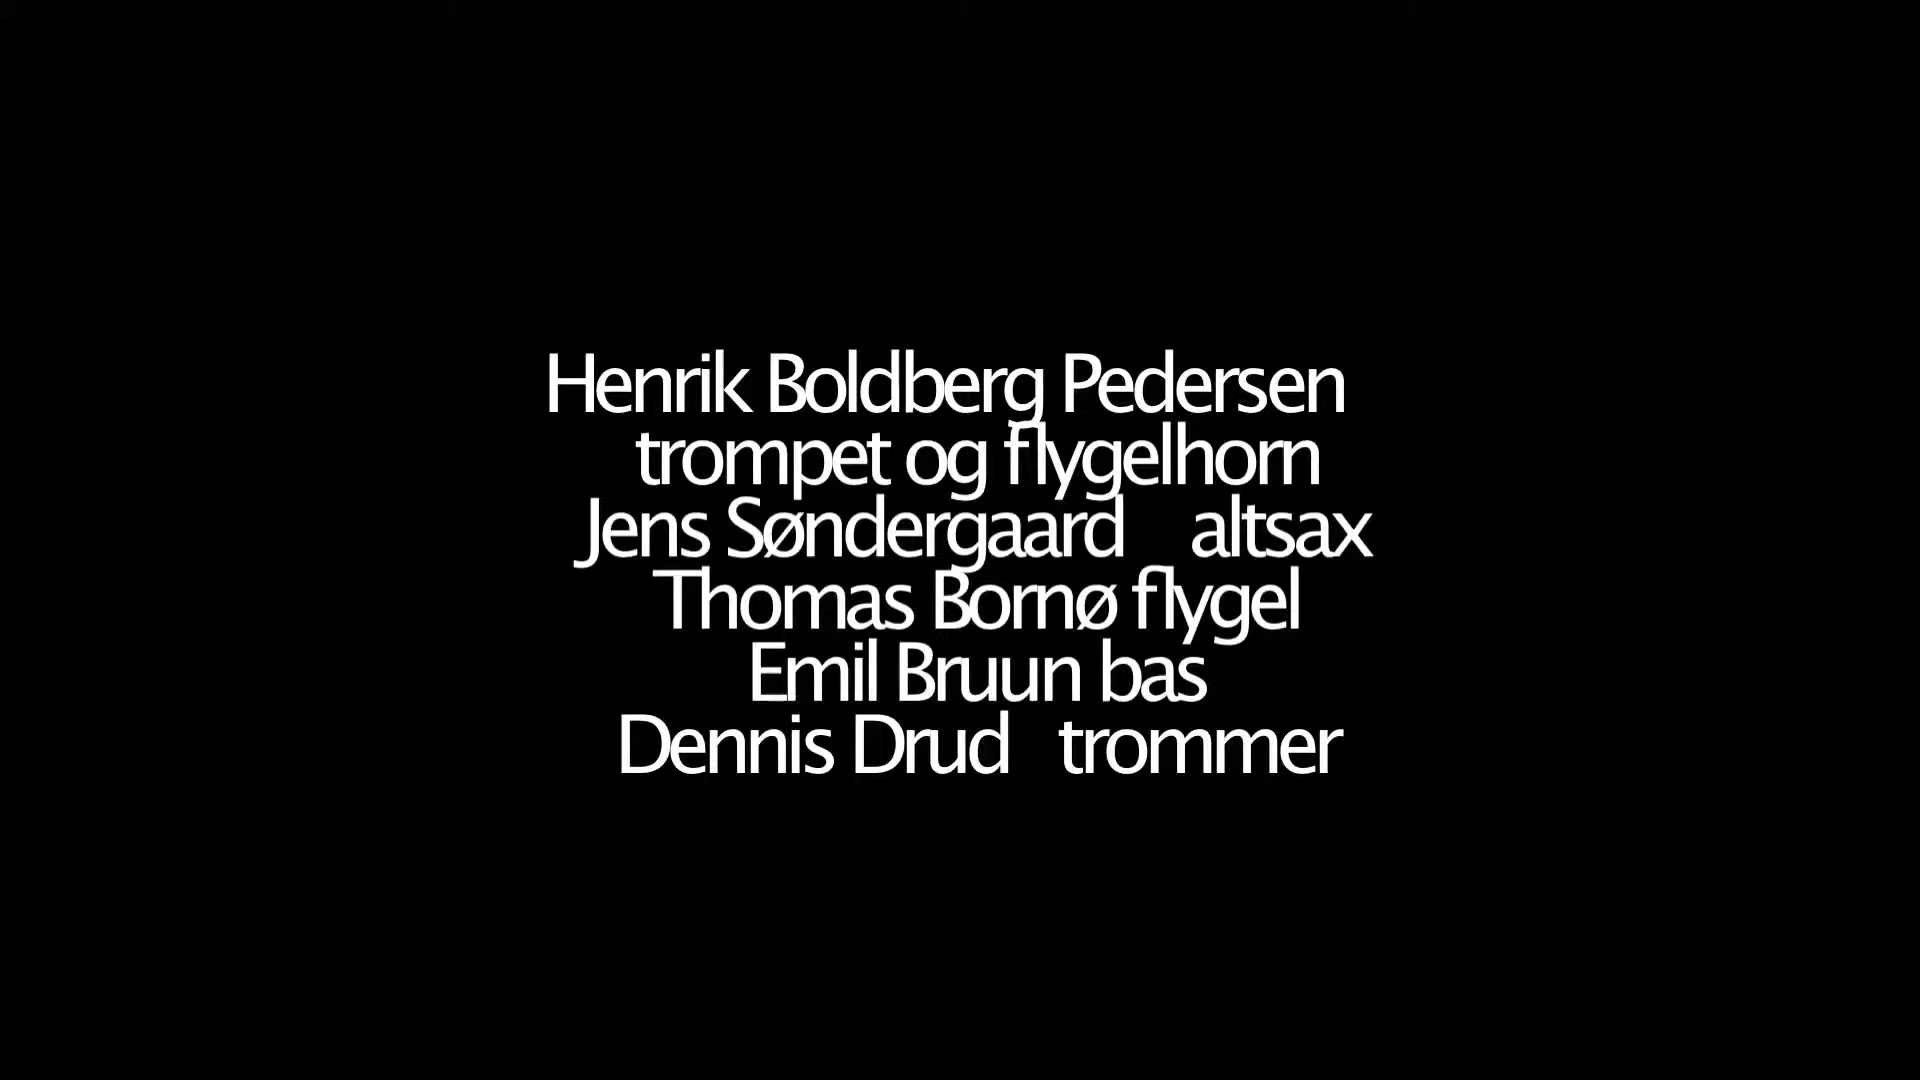 Henrik Boldberg Pedersen
trompet og flygelhorn
Jens Søndergaard altsax
Thomas Bornø flygel
Emil Bruun bas
Dennis Drud trommer